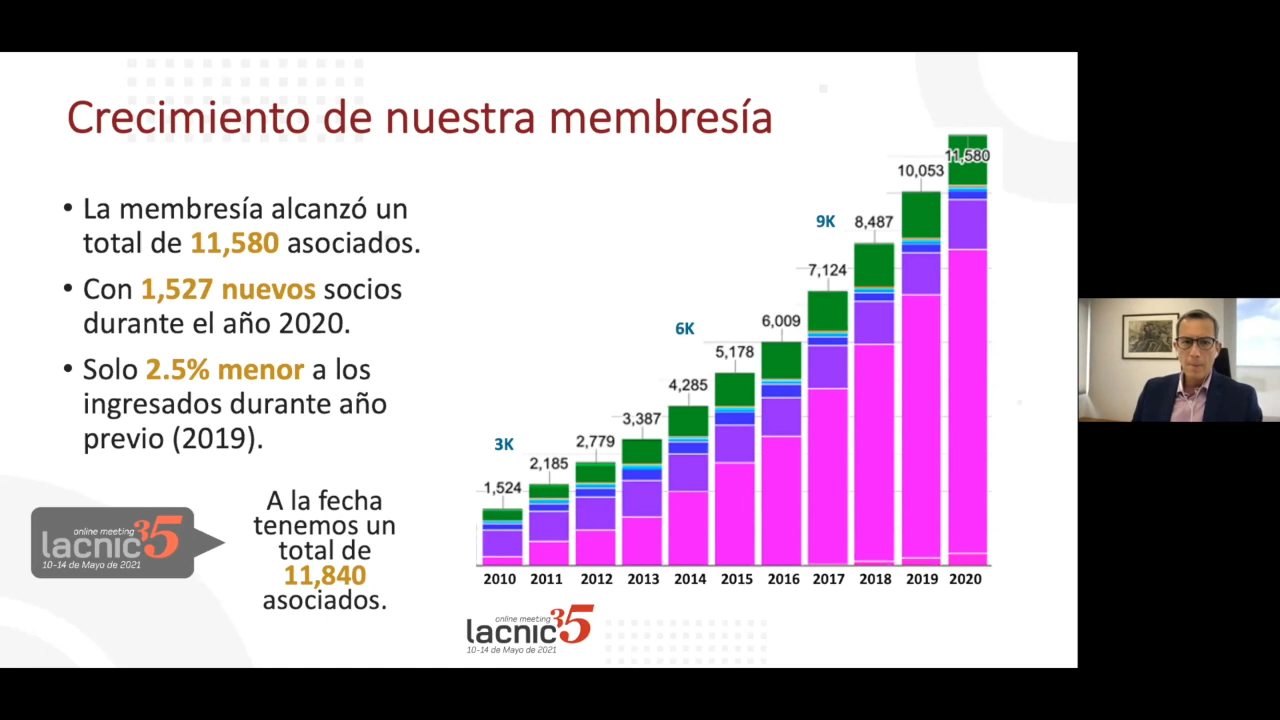 Crecimiento de nuestra membresía
• La membresía alcanzó un
total de 11,580 asociados.
• Con 1,527 nuevos socios
durante el año 2020.
• Solo 2.5% menor a los
ingresados durante año
previo (2019).
A la fecha
tenemos un
total de
11,840
asociados.
online meeting
lacnic35
10-14 de Mayo de 2021
3K
6K
9K
1,524
2,185
2,779
3,387
4,285
5,178
6,009
7,124
8,487
10,053
11,580
2010 2011 2012 2013 2014 2015 2016 2017 2018 2019 2020
online meeting
lacnic35
10-14 de Mayo de 2021